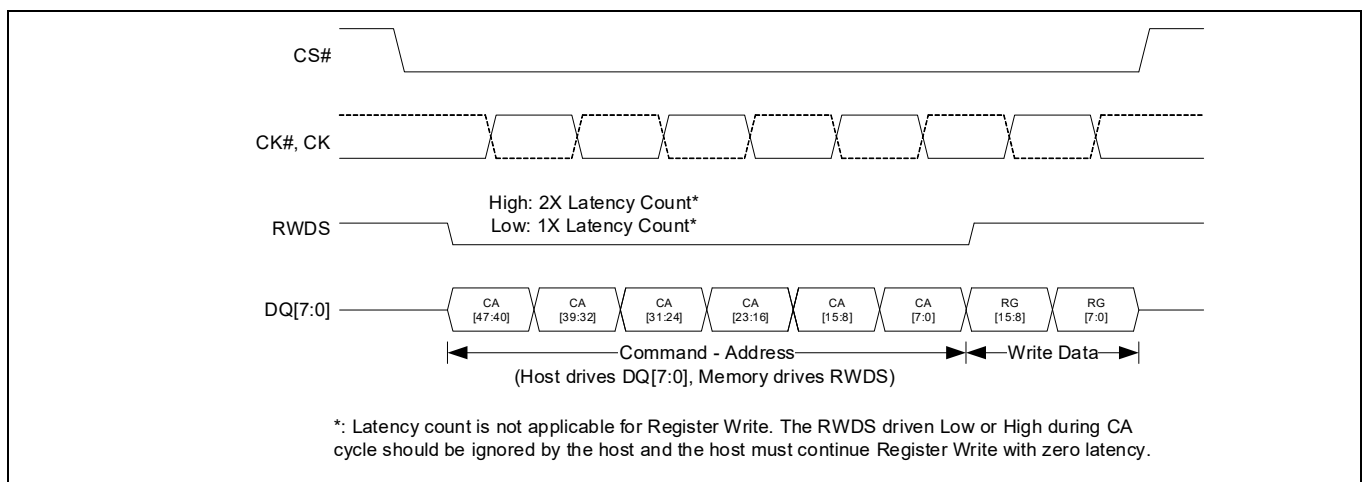 CS#
CK#, CK
High: 2X Latency Count*
Low: 1X Latency Count*
RWDS
DQ[7:0]
CA
[47:40]
CA
[39:32]
CA
[31:24]
CA
[23:16]
CA
[15:8]
CA
[7:0]
RG
[15:8]
RG
[7:0]
Command - Address
Write Data
(Host drives DQ[7:0], Memory drives RWDS)
*: Latency count is not applicable for Register Write. The RWDS driven Low or High during CA
cycle should be ignored by the host and the host must continue Register Write with zero latency.